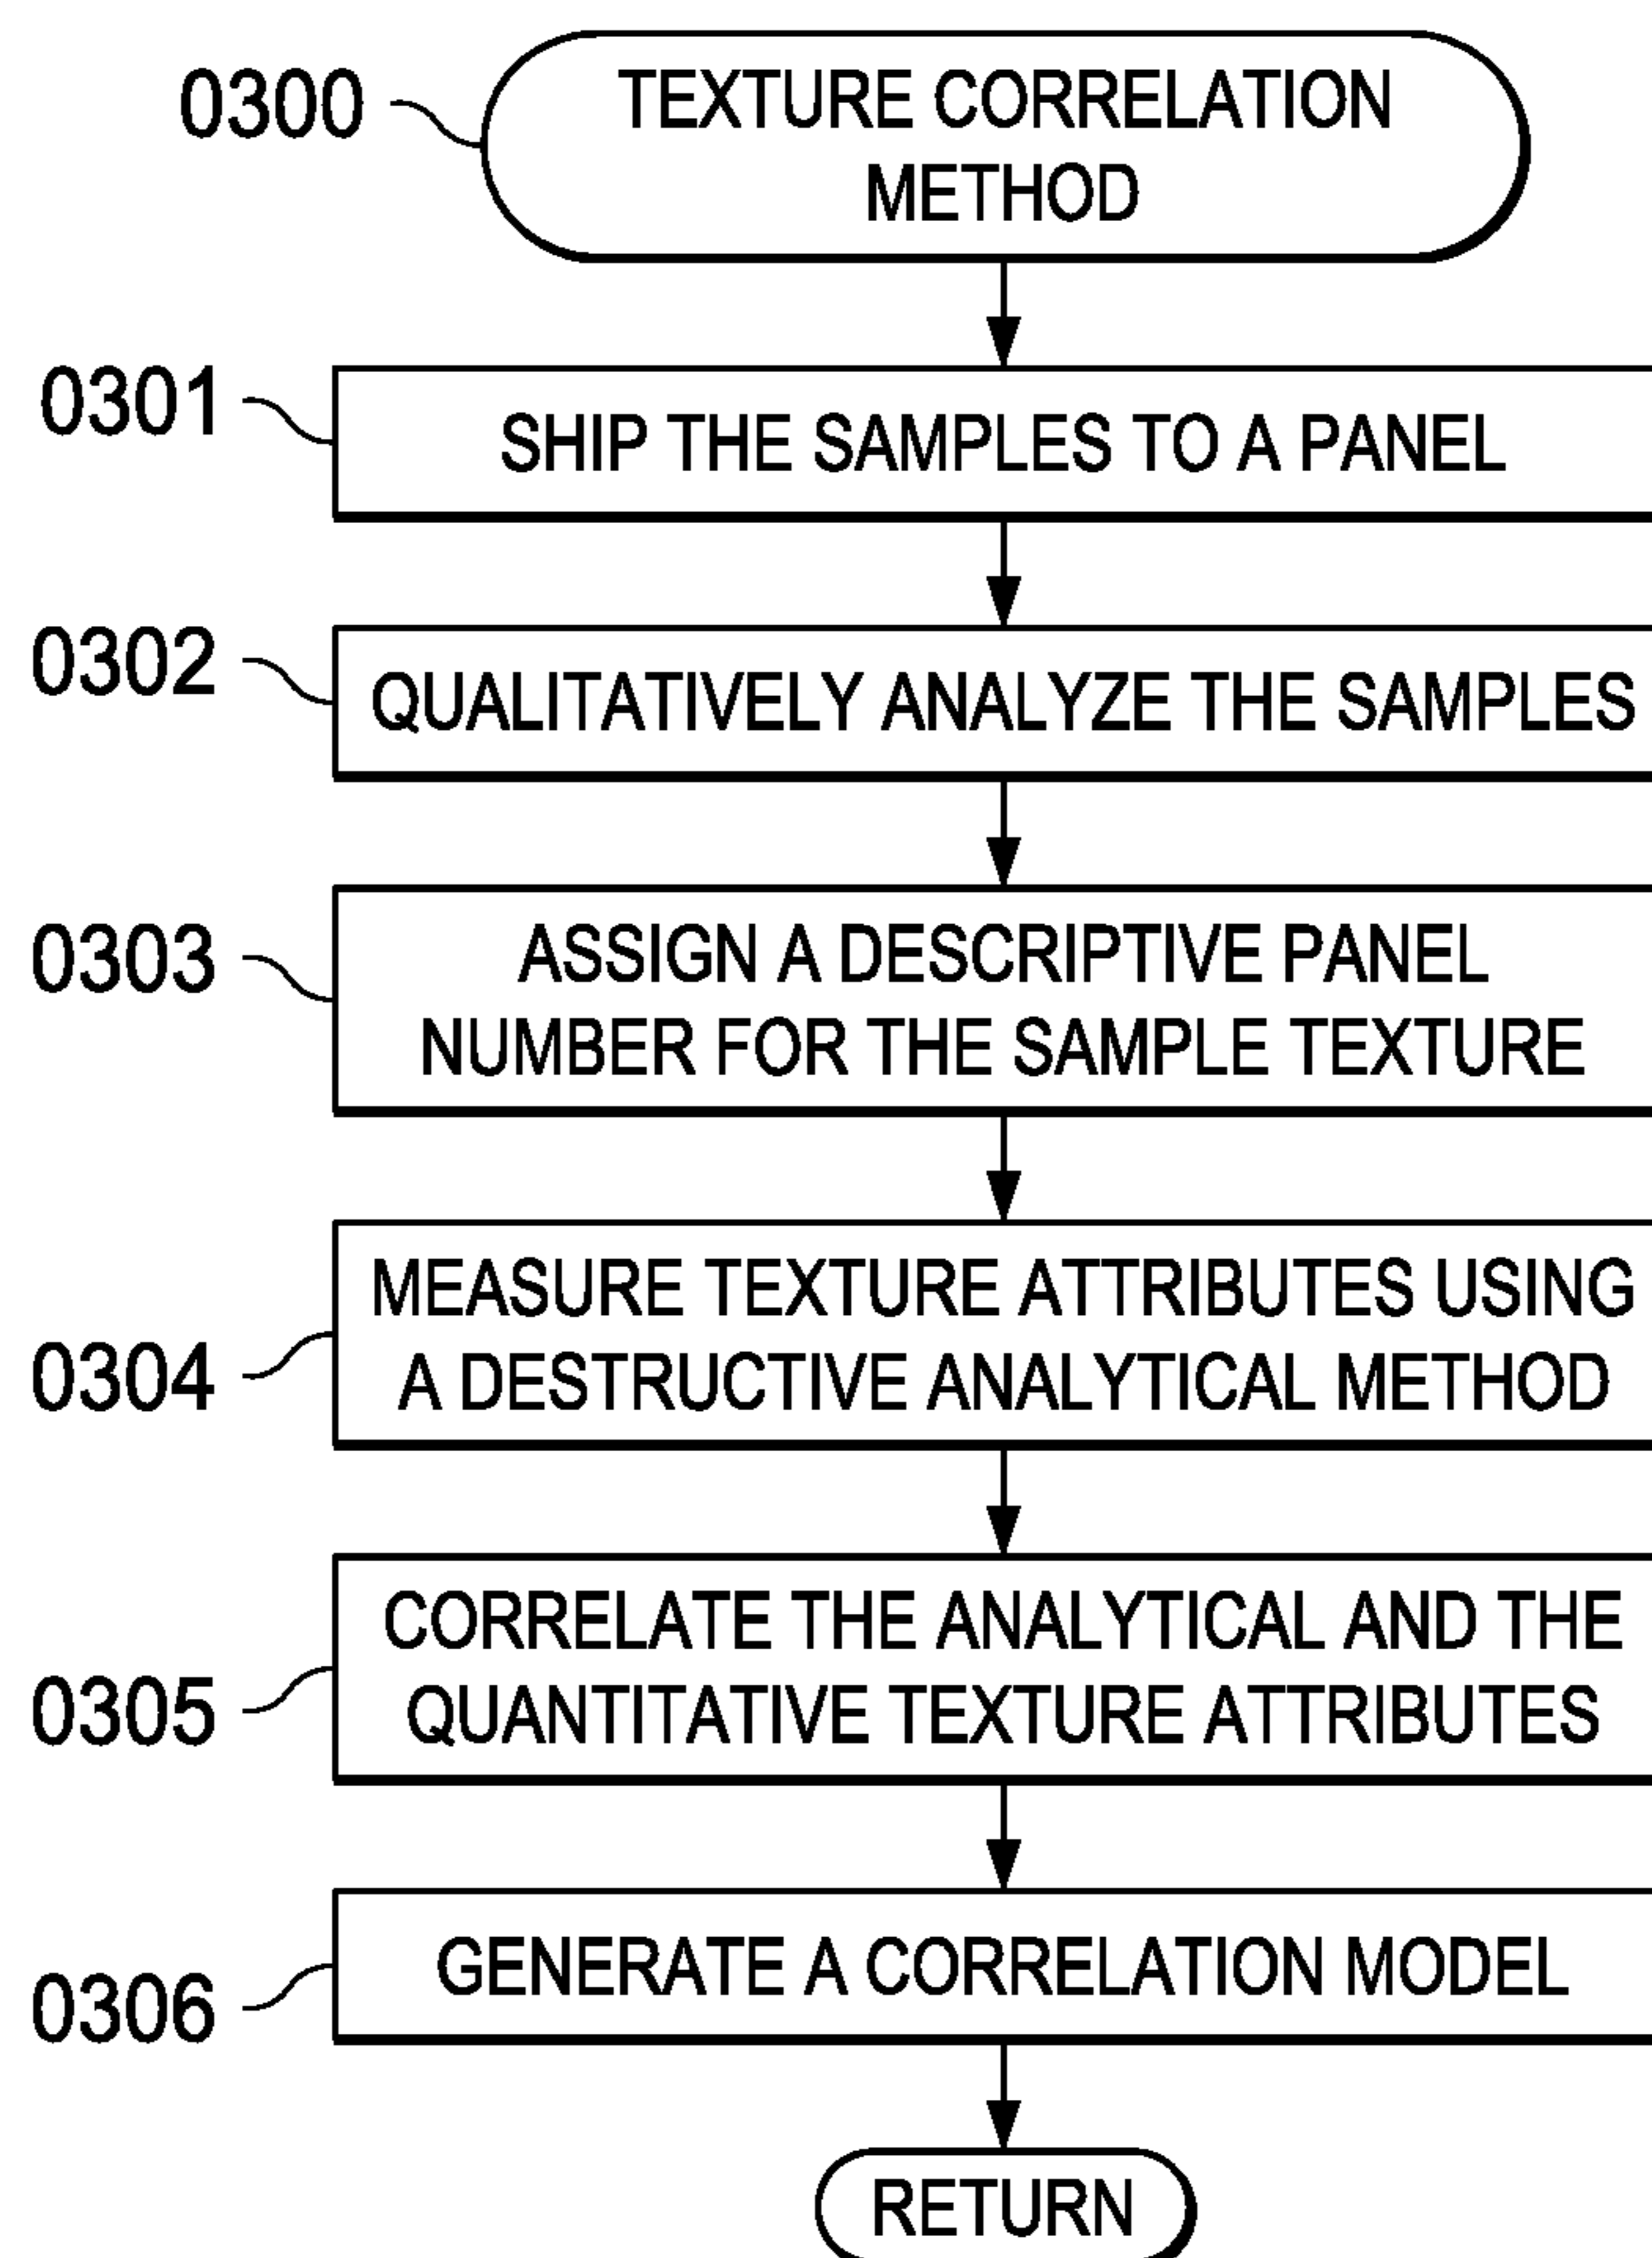 0300
TEXTURE CORRELATION
METHOD
0301
SHIP THE SAMPLES TO A PANEL
0302
QUALITATIVELY ANALYZE THE SAMPLES
0303
ASSIGN A DESCRIPTIVE PANEL
NUMBER FOR THE SAMPLE TEXTURE
0304
MEASURE TEXTURE ATTRIBUTES USING
A DESTRUCTIVE ANALYTICAL METHOD
0305
CORRELATE THE ANALYTICAL AND THE
QUANTITATIVE TEXTURE ATTRIBUTES
0306
GENERATE A CORRELATION MODEL
RETURN